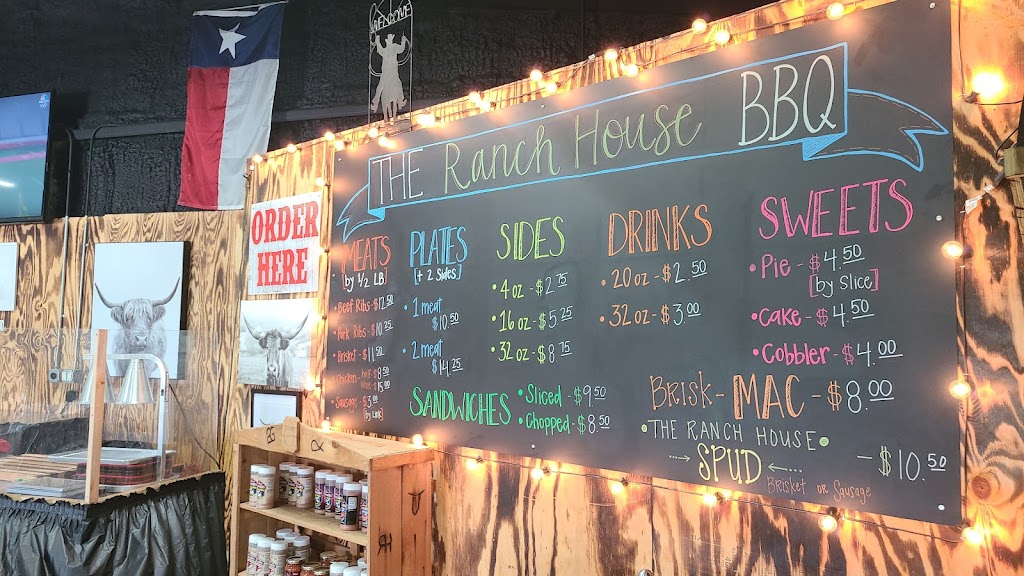 WELCOME
THE Ranch House BBQ
ORDER
HERE
MEATS
[by 1/2 LB]
• Beef Ribs - $12.50
• Pork Ribs - $10.25
• Brisket - $11.50
• Sausage - $3.00
by link
PLATES
[+ 2 Sides]
• 1 meat
$10.50
• 2 meat
$14.25
SIDES
• 4 oz - $2.75
• 16 oz - $5.25
• 32 oz - $8.75
DRINKS
• 20 oz - $2.50
• 32 oz - $3.00
SWEETS
• Pie - $4.50
[by Slice]
• Cake - $4.50
• Cobbler - $4.00
SANDWICHES
• Sliced - $9.50
• Chopped - $8.50
BRISK - MAC - $8.00
• THE RANCH HOUSE •
SPUD - $10.50
Brisket or Sausage